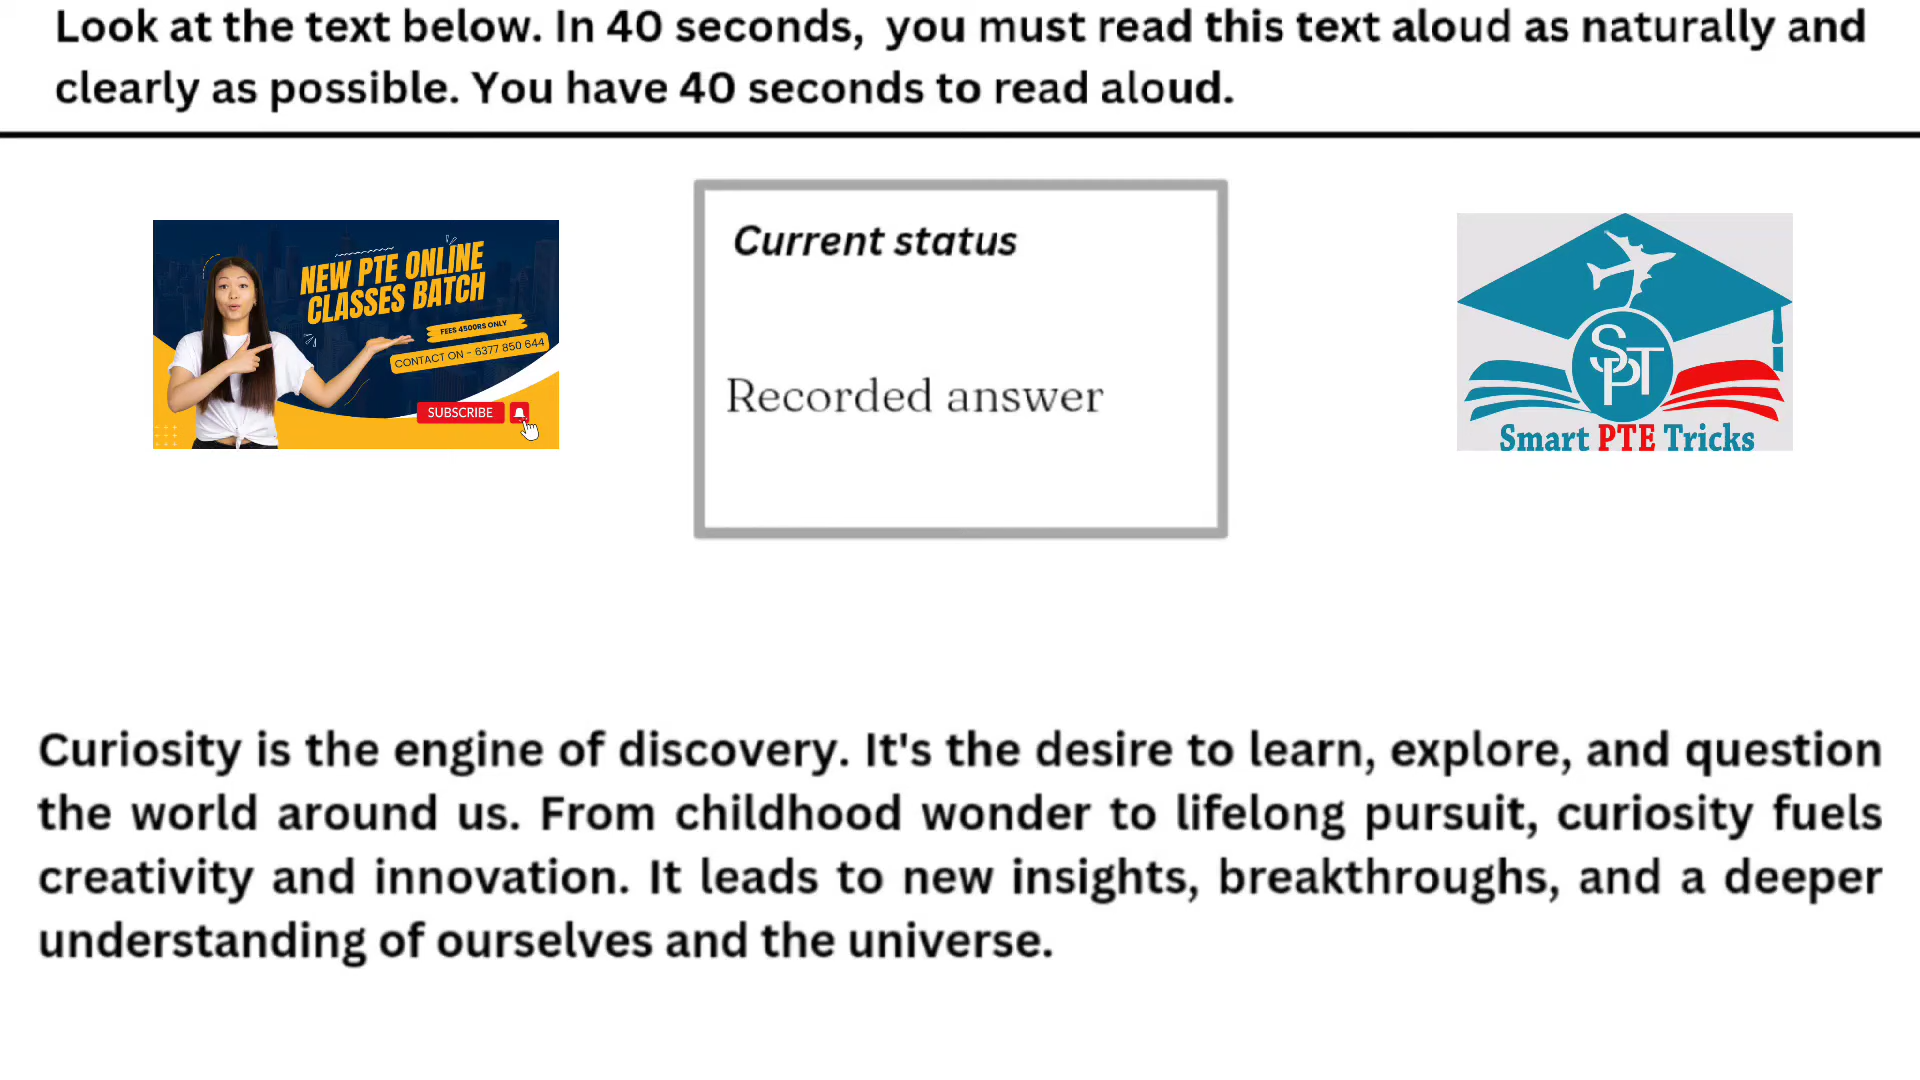 Look at the text below. In 40 seconds,  you must read this text aloud as naturally and
clearly as possible. You have 40 seconds to read aloud.
NEW PTE ONLINE
CLASSES BATCH
FEES 4500RS ONLY
CONTACT ON - 6377 850 644
SUBSCRIBE
Current status
Recorded answer
SPT
Smart PTE Tricks
Curiosity is the engine of discovery. It's the desire to learn, explore, and question
the world around us. From childhood wonder to lifelong pursuit, curiosity fuels
creativity and innovation. It leads to new insights, breakthroughs, and a deeper
understanding of ourselves and the universe.